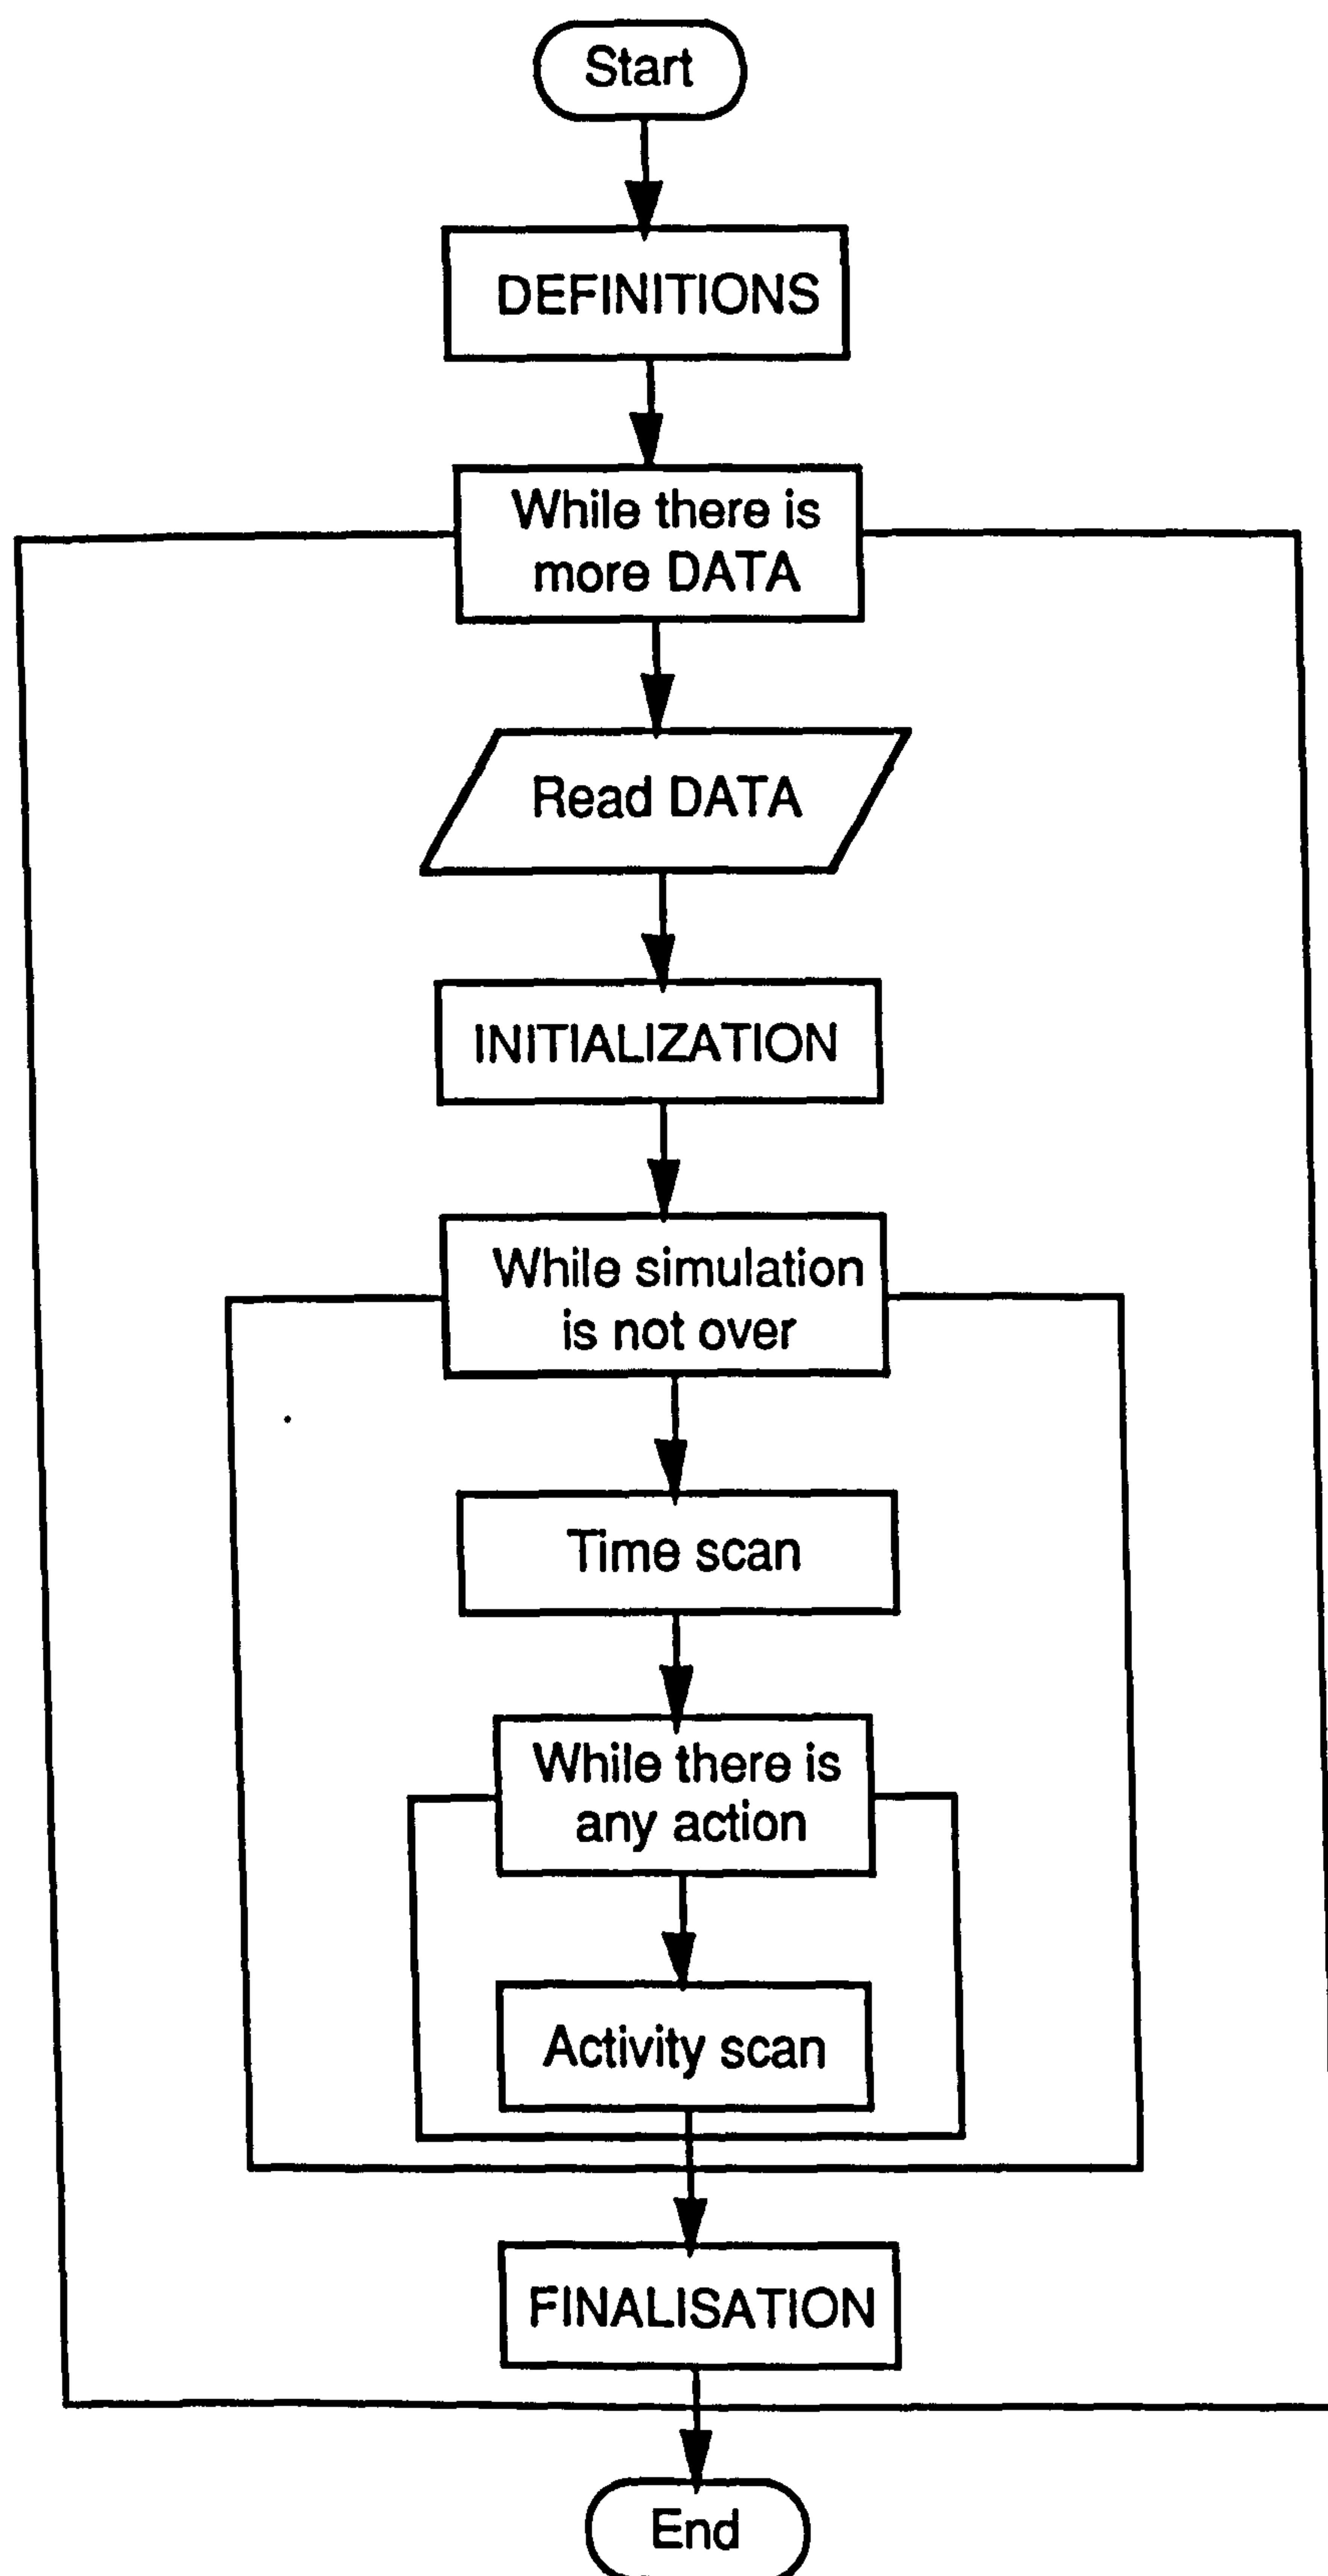 Start
DEFINITIONS
While there is
more DATA
Read DATA
INITIALIZATION
While simulation
is not over
Time scan
While there is
any action
Activity scan
FINALISATION
End